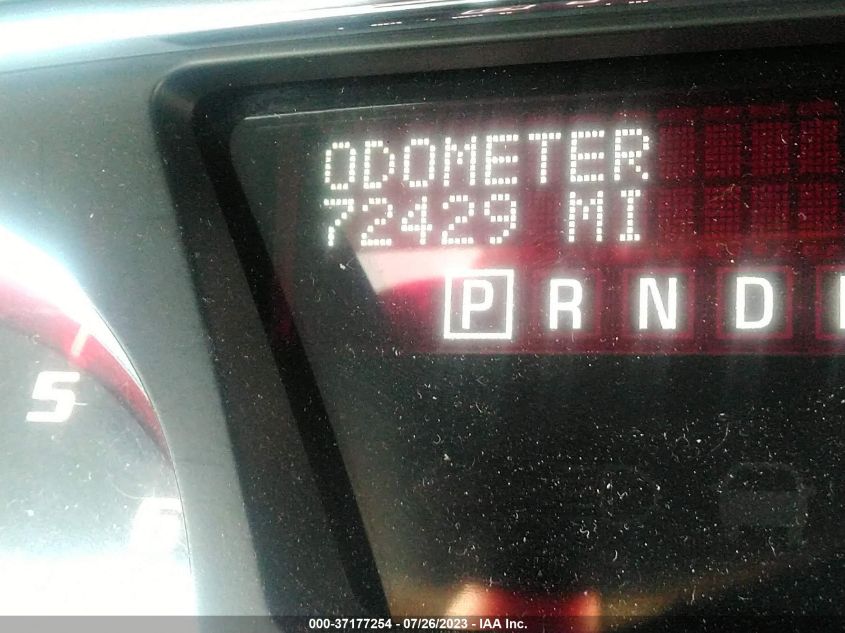 ODOMETER
72429 MI
P R N D
5
000-37177254 - 07/26/2023 - IAA Inc.